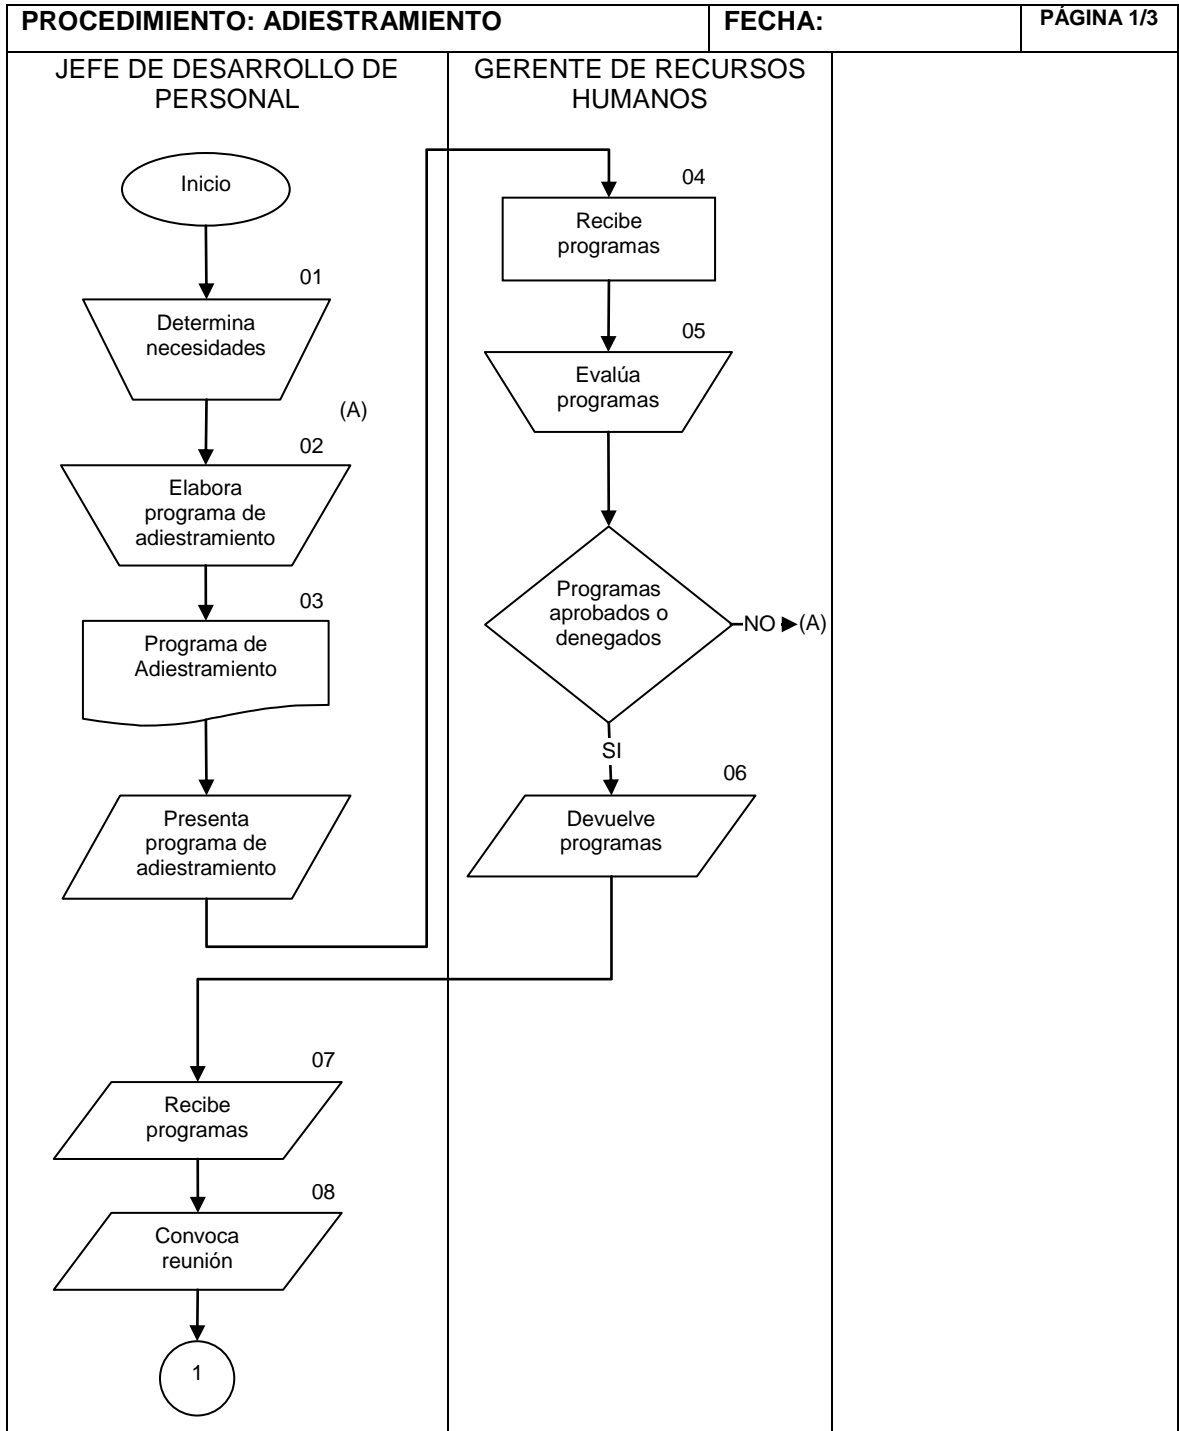 PROCEDIMIENTO: ADIESTRAMIENTO
FECHA:
PÁGINA 1/3
JEFE DE DESARROLLO DE
PERSONAL
GERENTE DE RECURSOS
HUMANOS
Inicio
01
Determina
necesidades
(A)
02
Elabora
programa de
adiestramiento
03
Programa de
Adiestramiento
Presenta
programa de
adiestramiento
04
Recibe
programas
05
Evalúa
programas
Programas
aprobados o
denegados
NO
(A)
SI
06
Devuelve
programas
07
Recibe
programas
08
Convoca
reunión
1